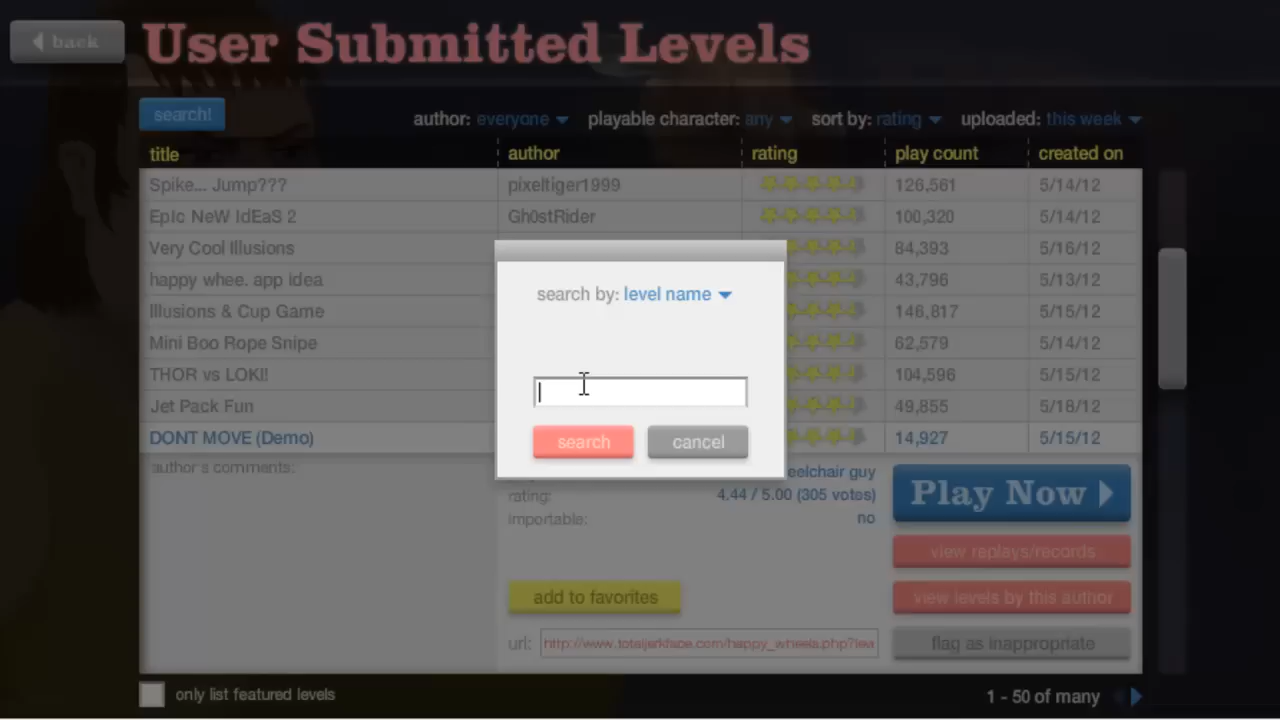 back
User Submitted Levels
search!
author: everyone playable character: any sort by: rating uploaded: this week
title author rating play count created on
Spike... Jump??? pixeltiger1999 126,561 5/14/12
EpIc NeW IdEaS 2 Gh0stRider 100,320 5/14/12
Very Cool Illusions 84,393 5/16/12
happy whee. app idea 43,796 5/13/12
Illusions & Cup Game 146,817 5/15/12
Mini Boo Rope Snipe 62,579 5/14/12
THOR vs LOKI! 104,596 5/15/12
Jet Pack Fun 49,855 5/18/12
DONT MOVE (Demo) 14,927 5/15/12
search by: level name
search cancel
author's comments:
eelchair guy
rating: 4.44 / 5.00 (305 votes)
importable: no
Play Now
view replays/records
add to favorites
view levels by this author
url: http://www.totaljerkface.com/happy_wheels.php?lev
flag as inappropriate
only list featured levels
1 - 50 of many